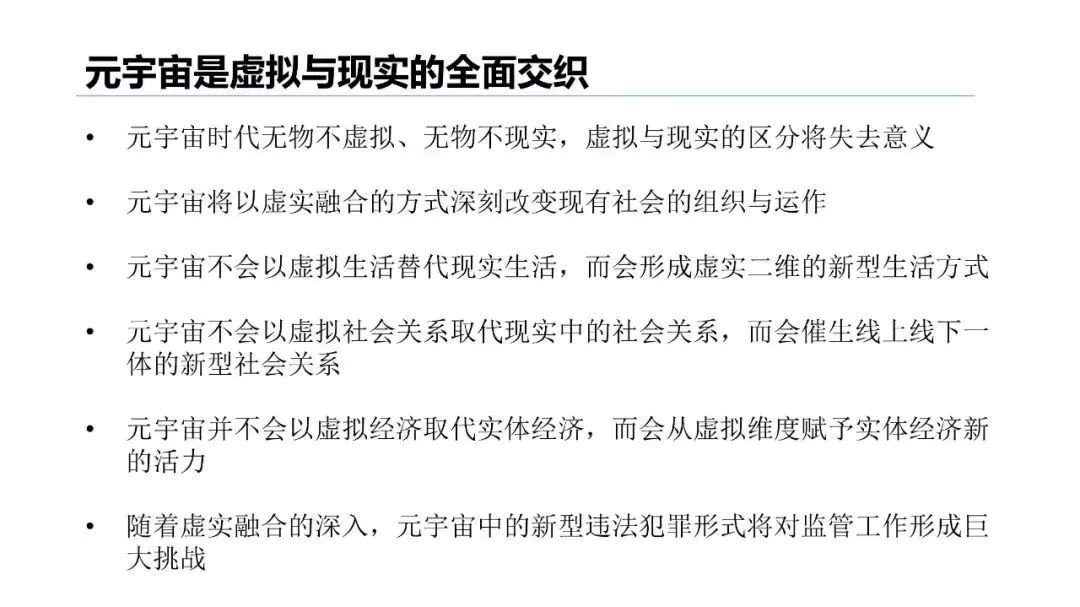 元宇宙是虚拟与现实的全面交织
• 元宇宙时代无物不虚拟、无物不现实，虚拟与现实的区分将失去意义
• 元宇宙将以虚实融合的方式深刻改变现有社会的组织与运作
• 元宇宙不会以虚拟生活替代现实生活，而会形成虚实二维的新型生活方式
• 元宇宙不会以虚拟社会关系取代现实中的社会关系，而会催生线上线下一
体的新型社会关系
• 元宇宙并不会以虚拟经济取代实体经济，而会从虚拟维度赋予实体经济新
的活力
• 随着虚实融合的深入，元宇宙中的新型违法犯罪形式将对监管工作形成巨
大挑战